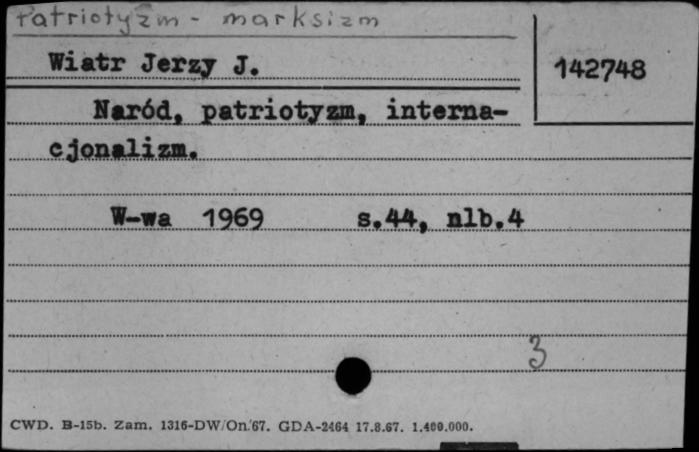 Patriotyzm - marksizm
Wiatr Jerzy J.
142748
Naród, patriotyzm, interna-
cjonalizm.
W-wa 1969 s.44, nlb.4
3
CWD. B-15b. Zam. 1316-DW/On/67. GDA-2464 17.8.67. 1.400.000.